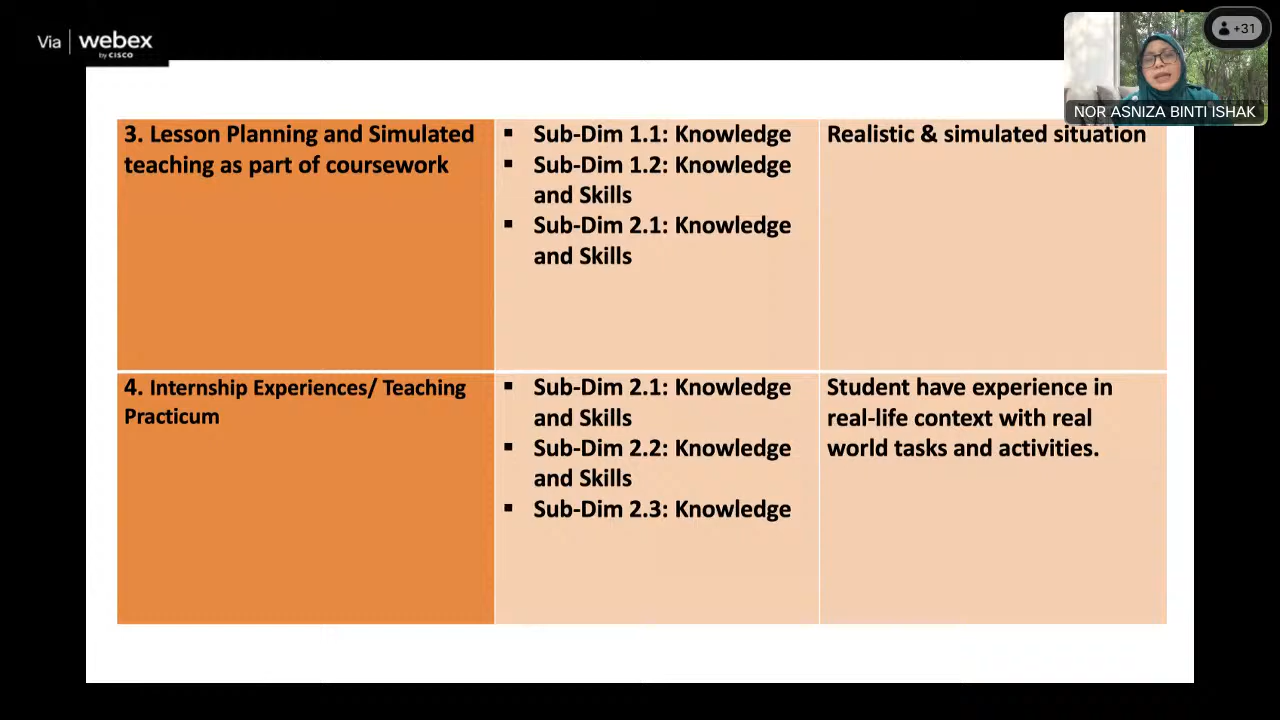 Via webex
by CISCO
+31
NOR ASNIZA BINTI ISHAK
3. Lesson Planning and Simulated
teaching as part of coursework
▪ Sub-Dim 1.1: Knowledge
▪ Sub-Dim 1.2: Knowledge
and Skills
▪ Sub-Dim 2.1: Knowledge
and Skills
Realistic & simulated situation
4. Internship Experiences/ Teaching
Practicum
▪ Sub-Dim 2.1: Knowledge
and Skills
▪ Sub-Dim 2.2: Knowledge
and Skills
▪ Sub-Dim 2.3: Knowledge
Student have experience in
real-life context with real
world tasks and activities.